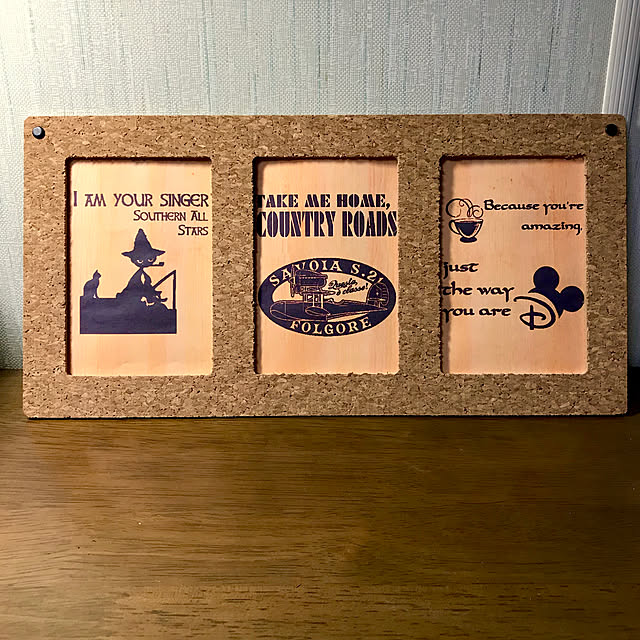 I AM YOUR SINGER
SOUTHERN ALL
STARS
TAKE ME HOME,
COUNTRY ROADS
SAVOIA S.21
FOLGORE
Because you're
amazing,
Just
the way
you are
D